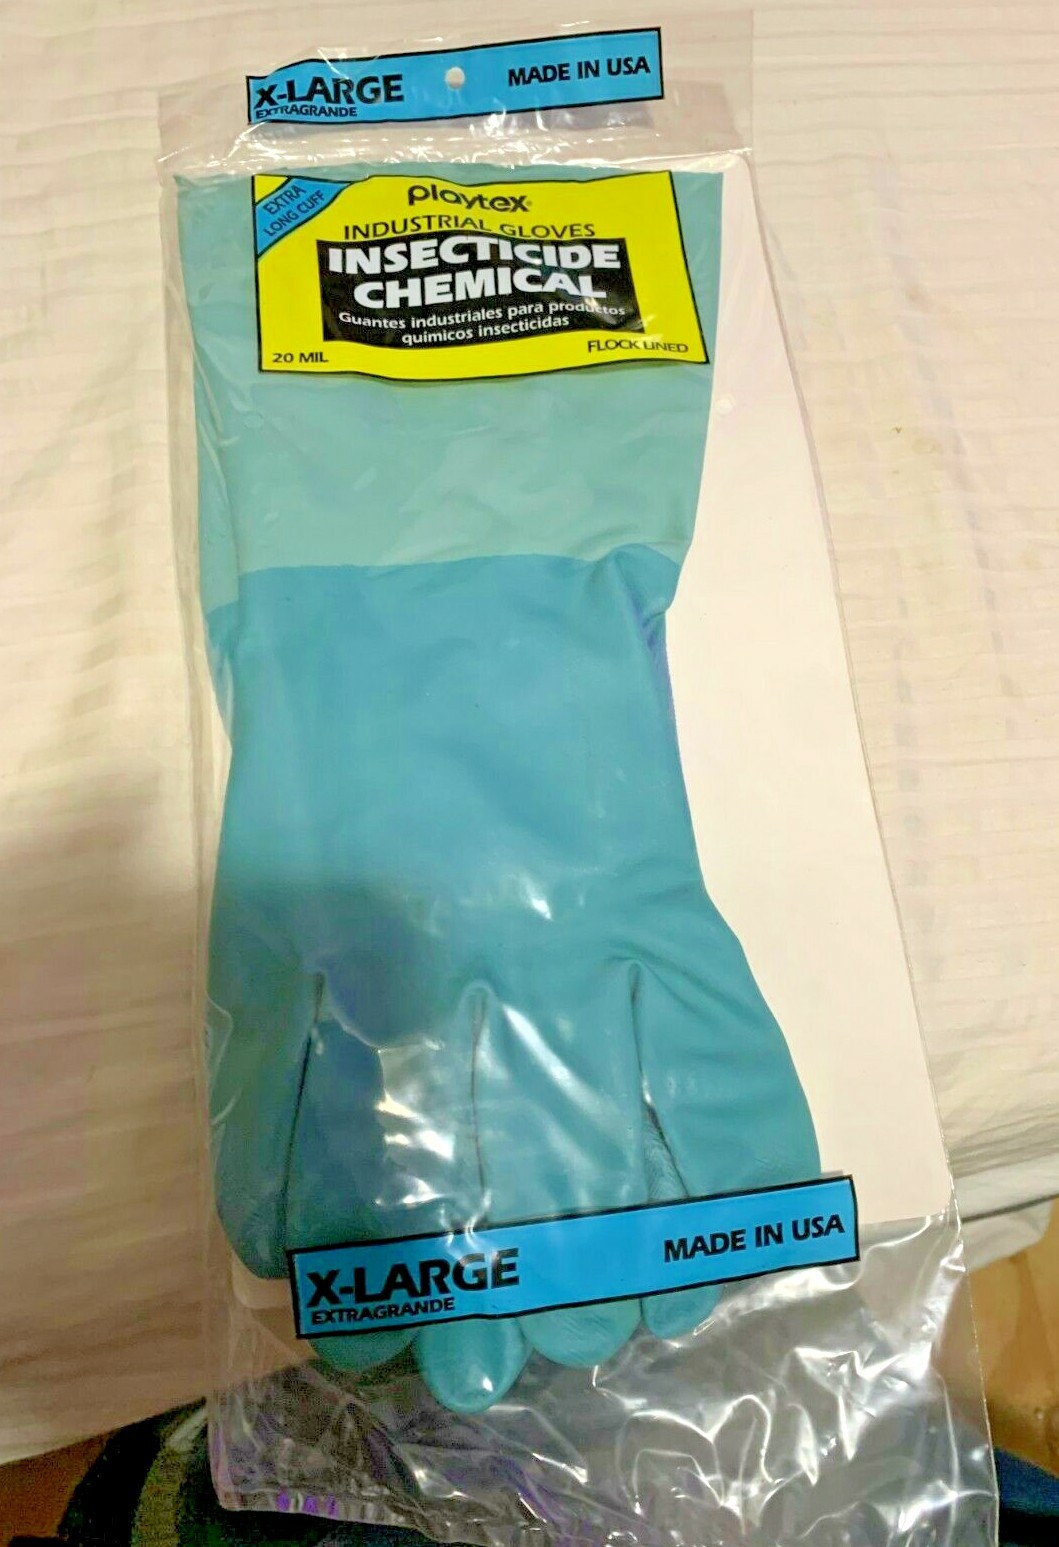 X-LARGE MADE IN USA
EXTRAGRANDE
EXTRA
LONG CUFF
playtex
INDUSTRIAL GLOVES
INSECTICIDE
CHEMICAL
Guantes industriales para productos
quimicos insecticidas
20 MIL FLOCK LINED
X-LARGE MADE IN USA
EXTRAGRANDE